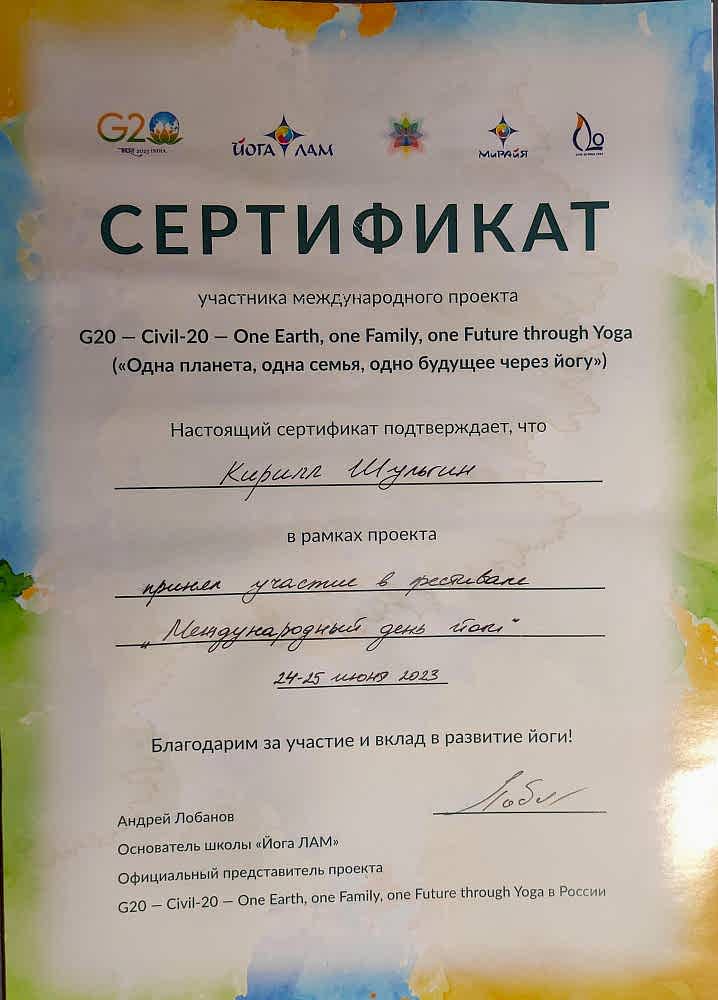 G20
2023 INDIA
ЙОГА ЛАМ
МИРАЙЯ
СЕРТИФИКАТ
участника международного проекта
G20 — Civil-20 — One Earth, one Family, one Future through Yoga
(«Одна планета, одна семья, одно будущее через йогу»)
Настоящий сертификат подтверждает, что
Кирилл Шульгин
в рамках проекта
принял участие в фестивале
„Международный день йоги“
24-25 июня 2023
Благодарим за участие и вклад в развитие йоги!
Андрей Лобанов
Основатель школы «Йога ЛАМ»
Официальный представитель проекта
G20 — Civil-20 — One Earth, one Family, one Future through Yoga в России